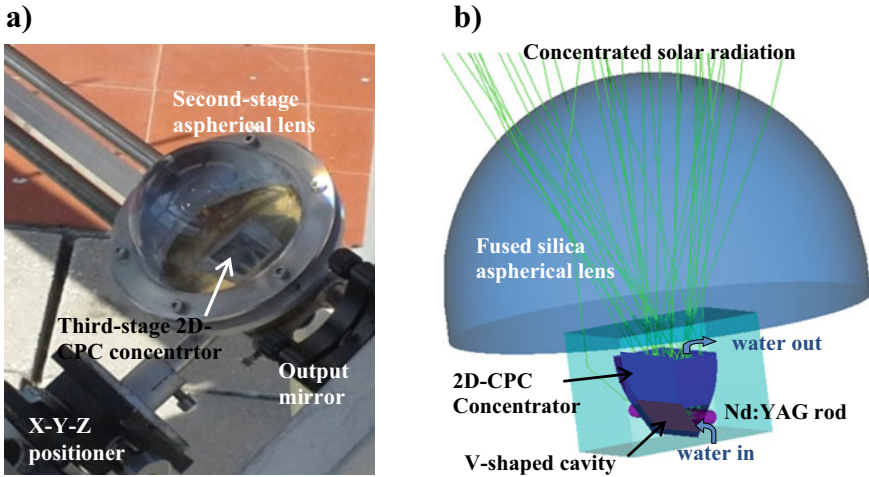 a)
Second-stage
aspherical lens
Third-stage 2D-
CPC concentrtor
Output
mirror
X-Y-Z
positioner
b)
Concentrated solar radiation
Fused silica
aspherical lens
water out
2D-CPC
Concentrator
Nd:YAG rod
V-shaped cavity
water in